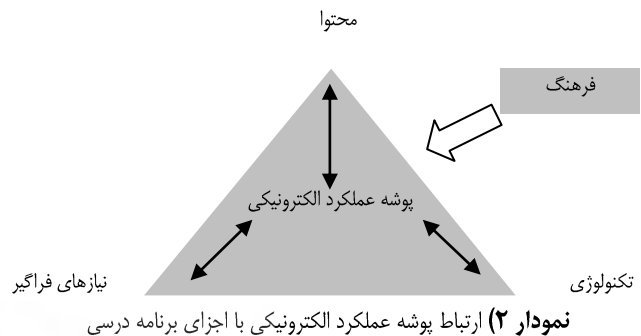 محتوا
فرهنگ
پوشه عملکرد الکترونیکی
تکنولوژی
نیازهای فراگیر
نمودار ۲) ارتباط پوشه عملکرد الکترونیکی با اجزای برنامه درسی